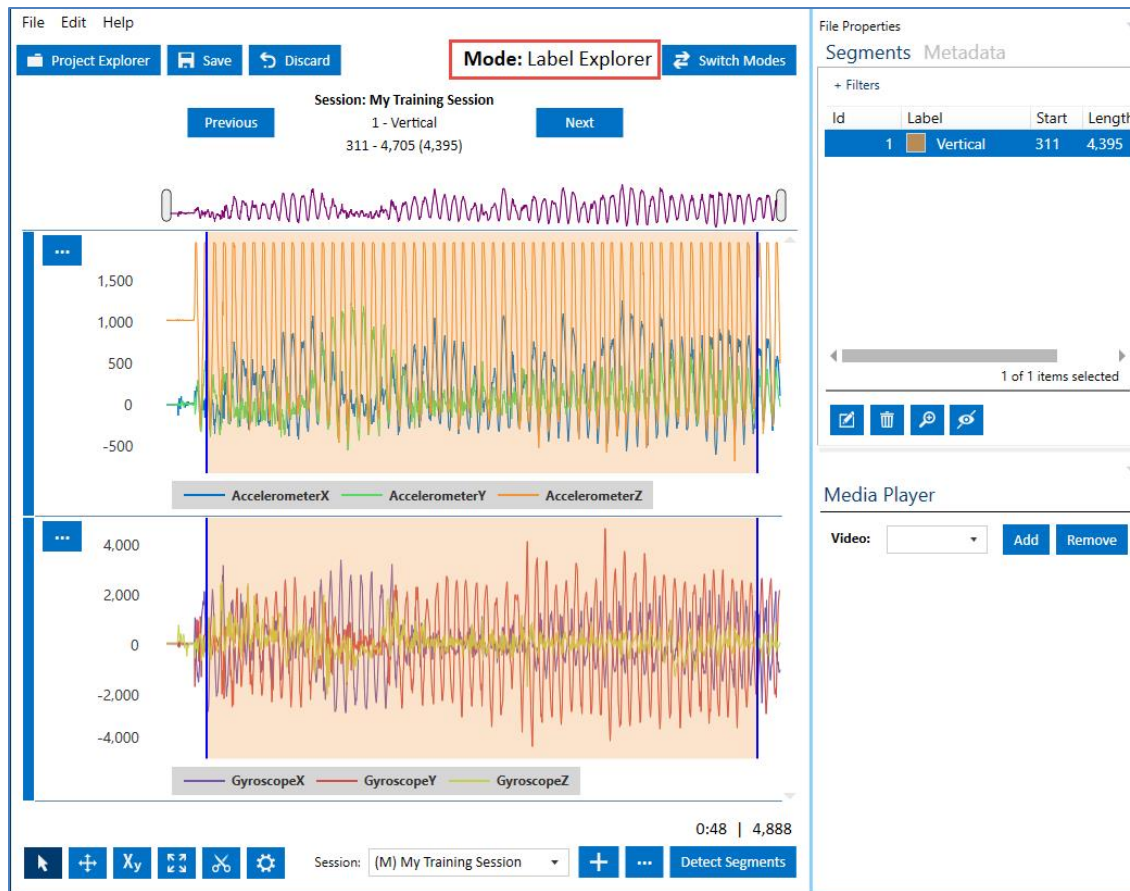 File Edit Help
Project Explorer Save Discard Mode: Label Explorer Switch Modes
Session: My Training Session
Previous 1 - Vertical Next
311 - 4,705 (4,395)
1,500
1,000
500
0
-500
AccelerometerX AccelerometerY AccelerometerZ
4,000
2,000
0
-2,000
-4,000
GyroscopeX GyroscopeY GyroscopeZ
0:48 | 4,888
Xy Session: (M) My Training Session Detect Segments
File Properties
Segments Metadata
+ Filters
Id Label Start Length
1 Vertical 311 4,395
1 of 1 items selected
Media Player
Video: Add Remove